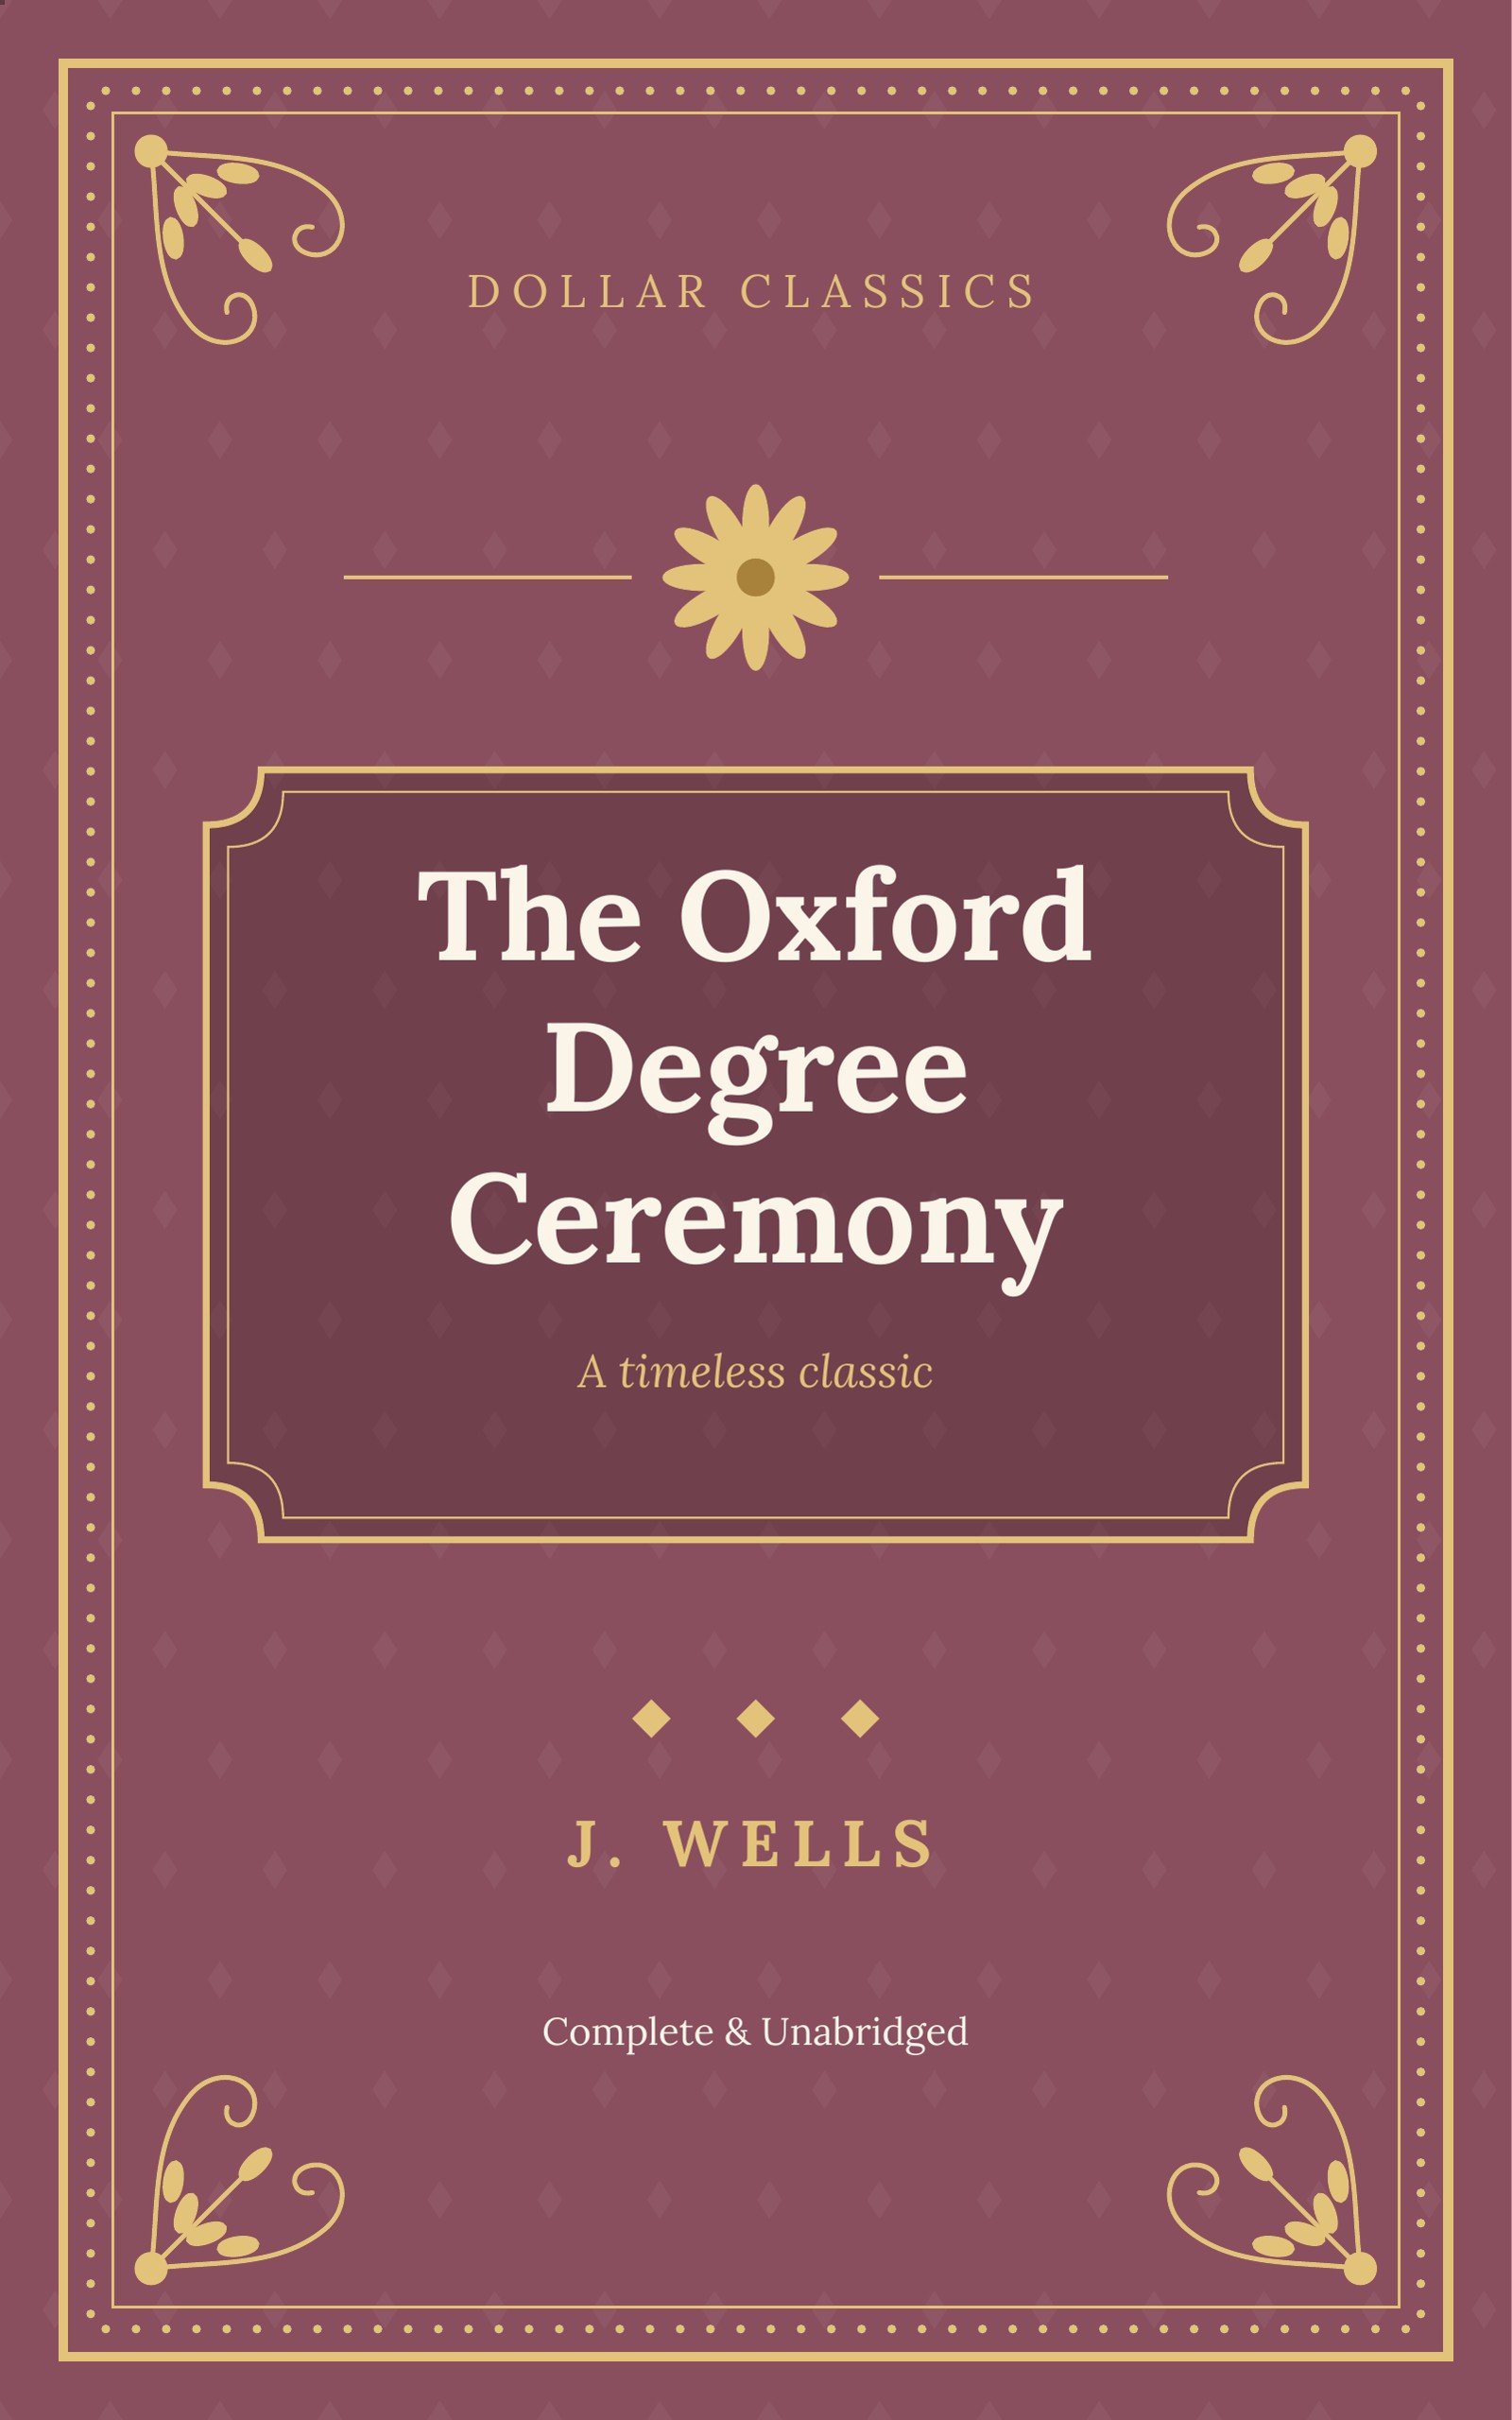 DOLLAR CLASSICS
The Oxford
Degree
Ceremony
A timeless classic
J. WELLS
Complete & Unabridged